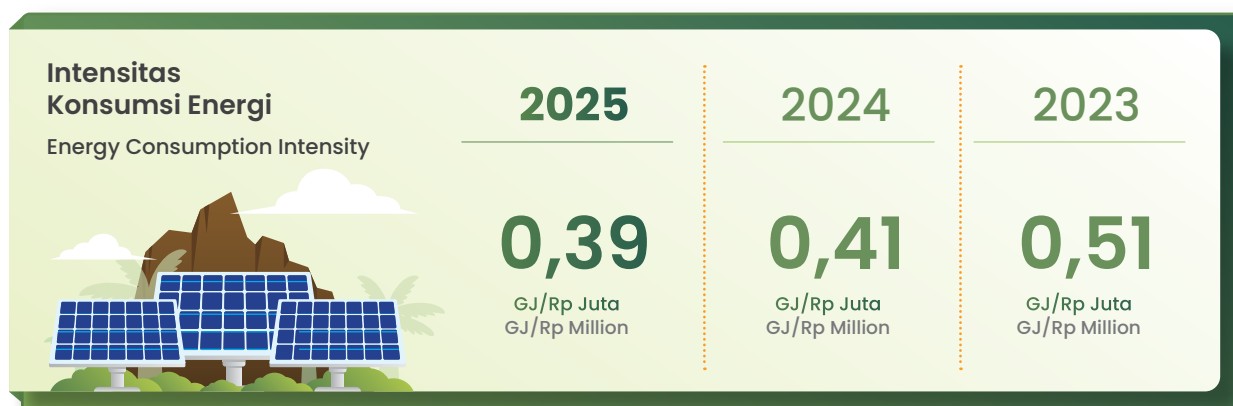 Intensitas
Konsumsi Energi
Energy Consumption Intensity
2025
0,39
GJ/Rp Juta
GJ/Rp Million
2024
0,41
GJ/Rp Juta
GJ/Rp Million
2023
0,51
GJ/Rp Juta
GJ/Rp Million